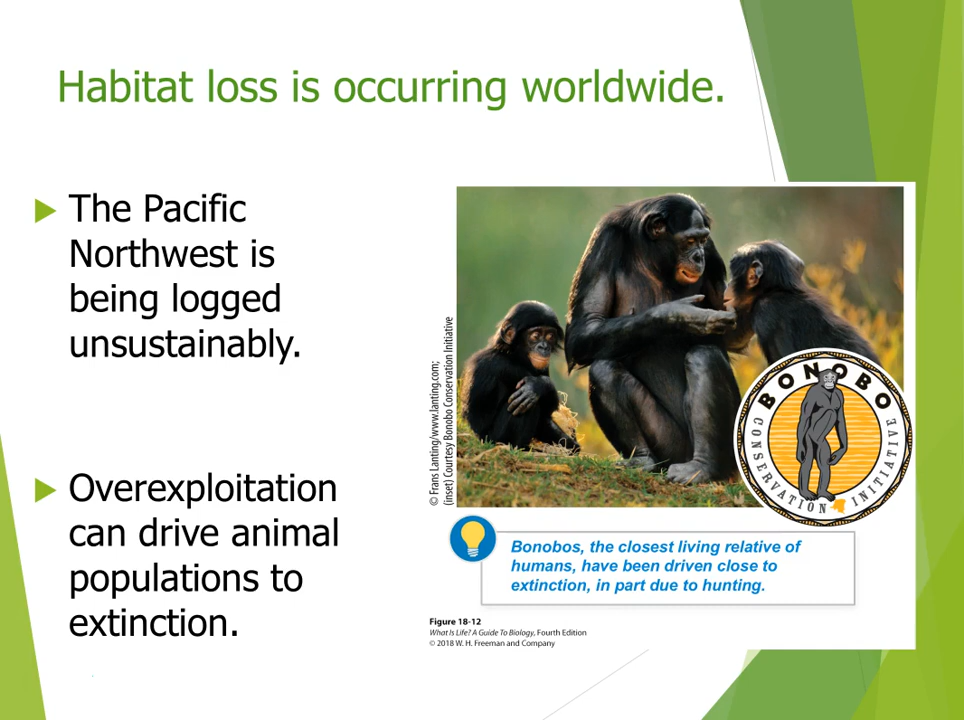 Habitat loss is occurring worldwide.
The Pacific
Northwest is
being logged
unsustainably.
Overexploitation
can drive animal
populations to
extinction.
© Frans Lanting/www.lanting.com;
(inset) Courtesy Bonobo Conservation Initiative
BONOBO
CONSERVATION INITIATIVE
Bonobos, the closest living relative of
humans, have been driven close to
extinction, in part due to hunting.
Figure 18-12
What Is Life? A Guide To Biology, Fourth Edition
© 2018 W. H. Freeman and Company